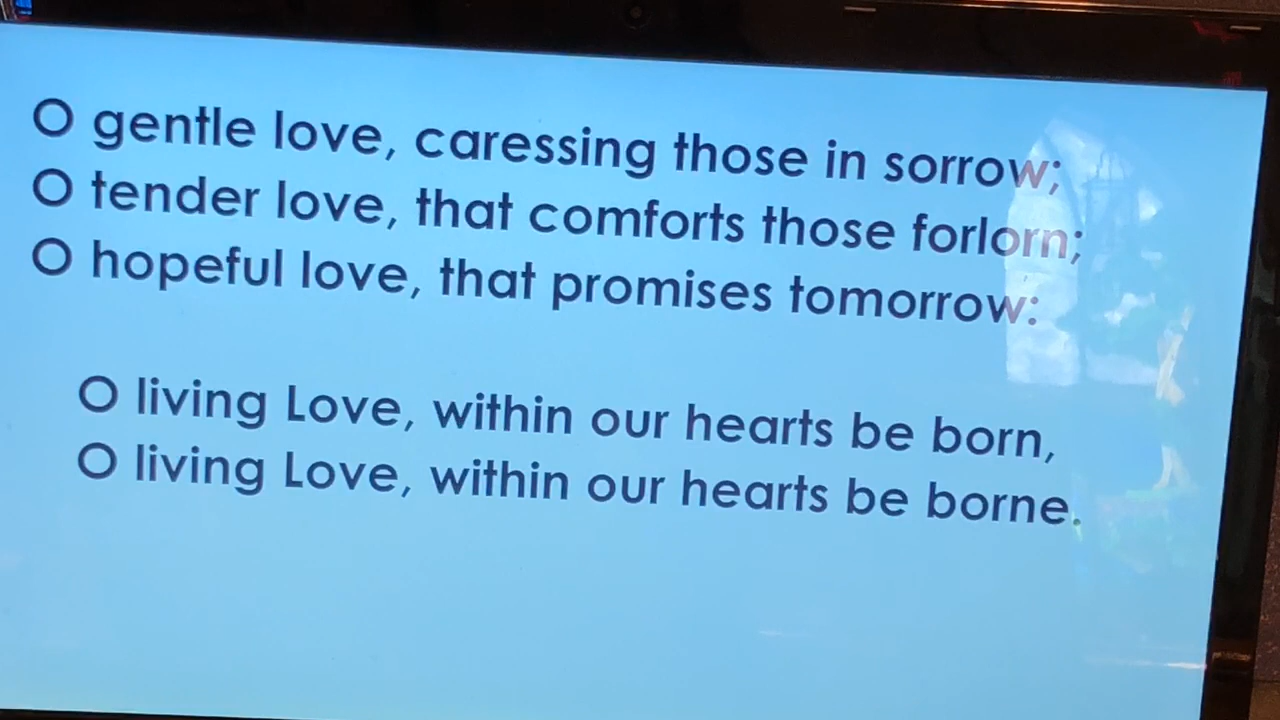 O gentle love, caressing those in sorrow;
O tender love, that comforts those forlorn;
O hopeful love, that promises tomorrow:
O living Love, within our hearts be born,
O living Love, within our hearts be borne.